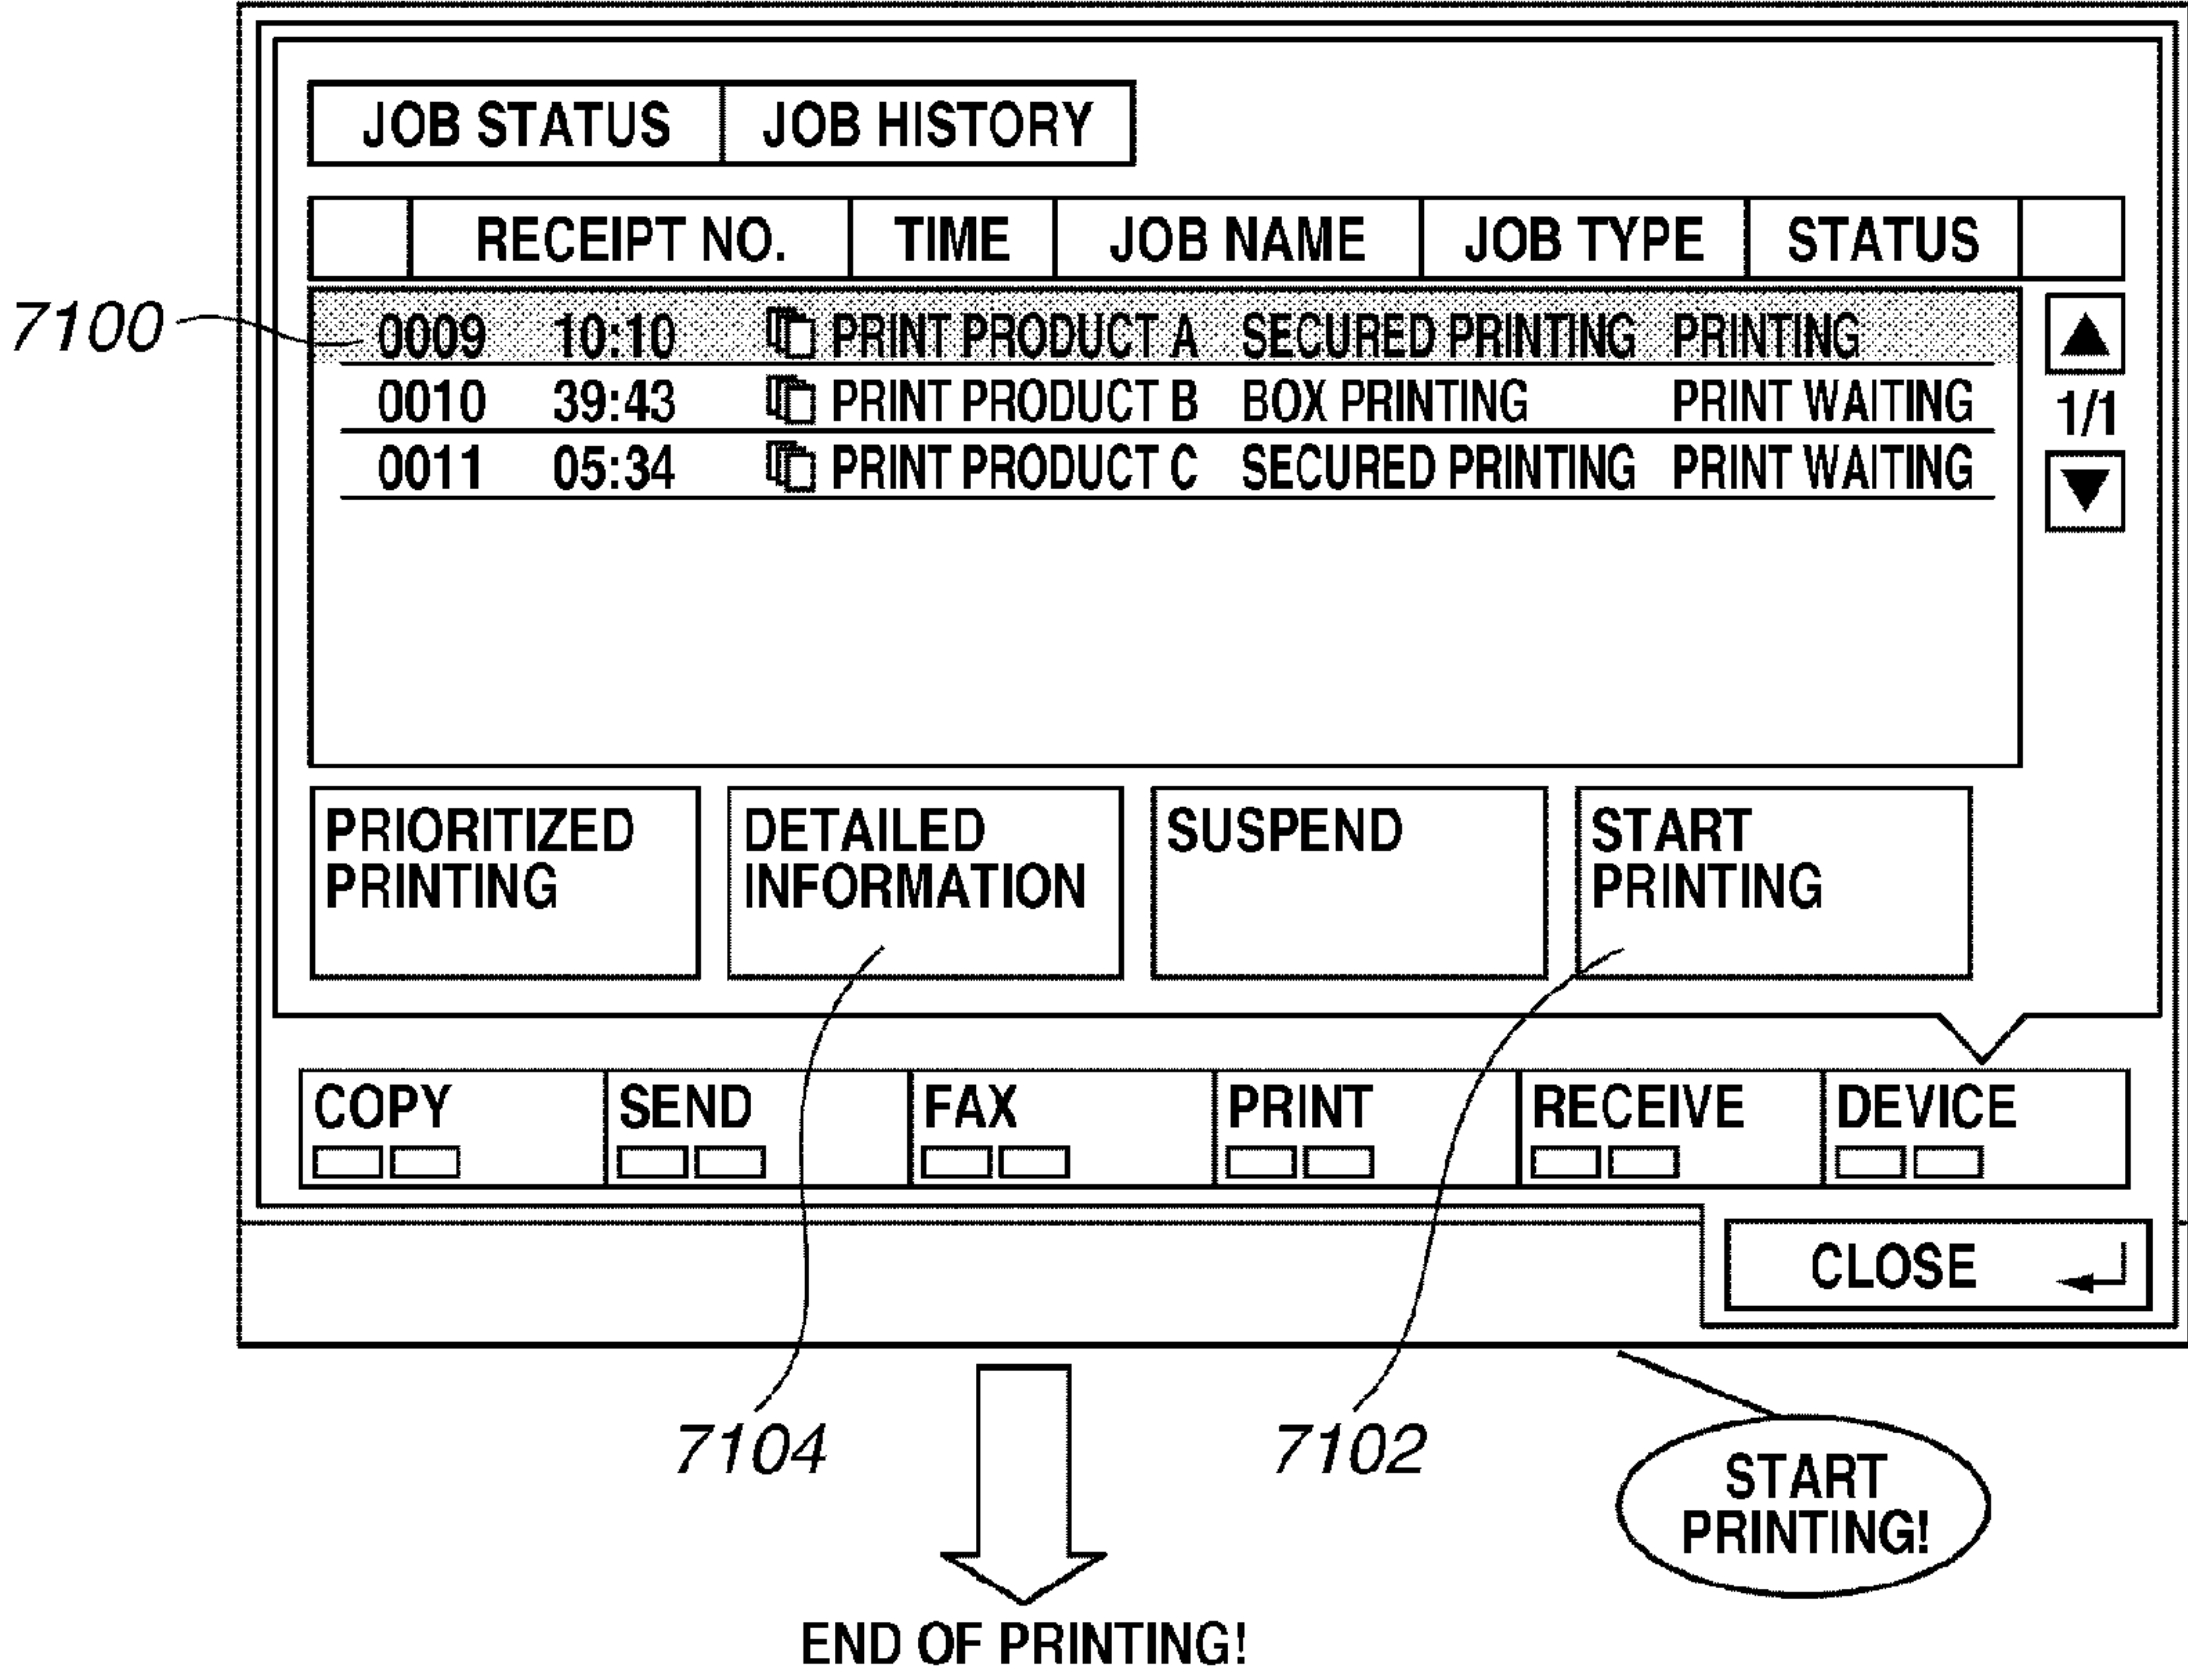 JOB STATUS JOB HISTORY
RECEIPT NO. TIME JOB NAME JOB TYPE STATUS
7100
0009 10:10 PRINT PRODUCT A SECURED PRINTING PRINTING
0010 39:43 PRINT PRODUCT B BOX PRINTING PRINT WAITING
1/1
0011 05:34 PRINT PRODUCT C SECURED PRINTING PRINT WAITING
PRIORITIZED
PRINTING
DETAILED
INFORMATION
SUSPEND
START
PRINTING
COPY SEND FAX PRINT RECEIVE DEVICE
CLOSE
7104 7102
START
PRINTING!
END OF PRINTING!